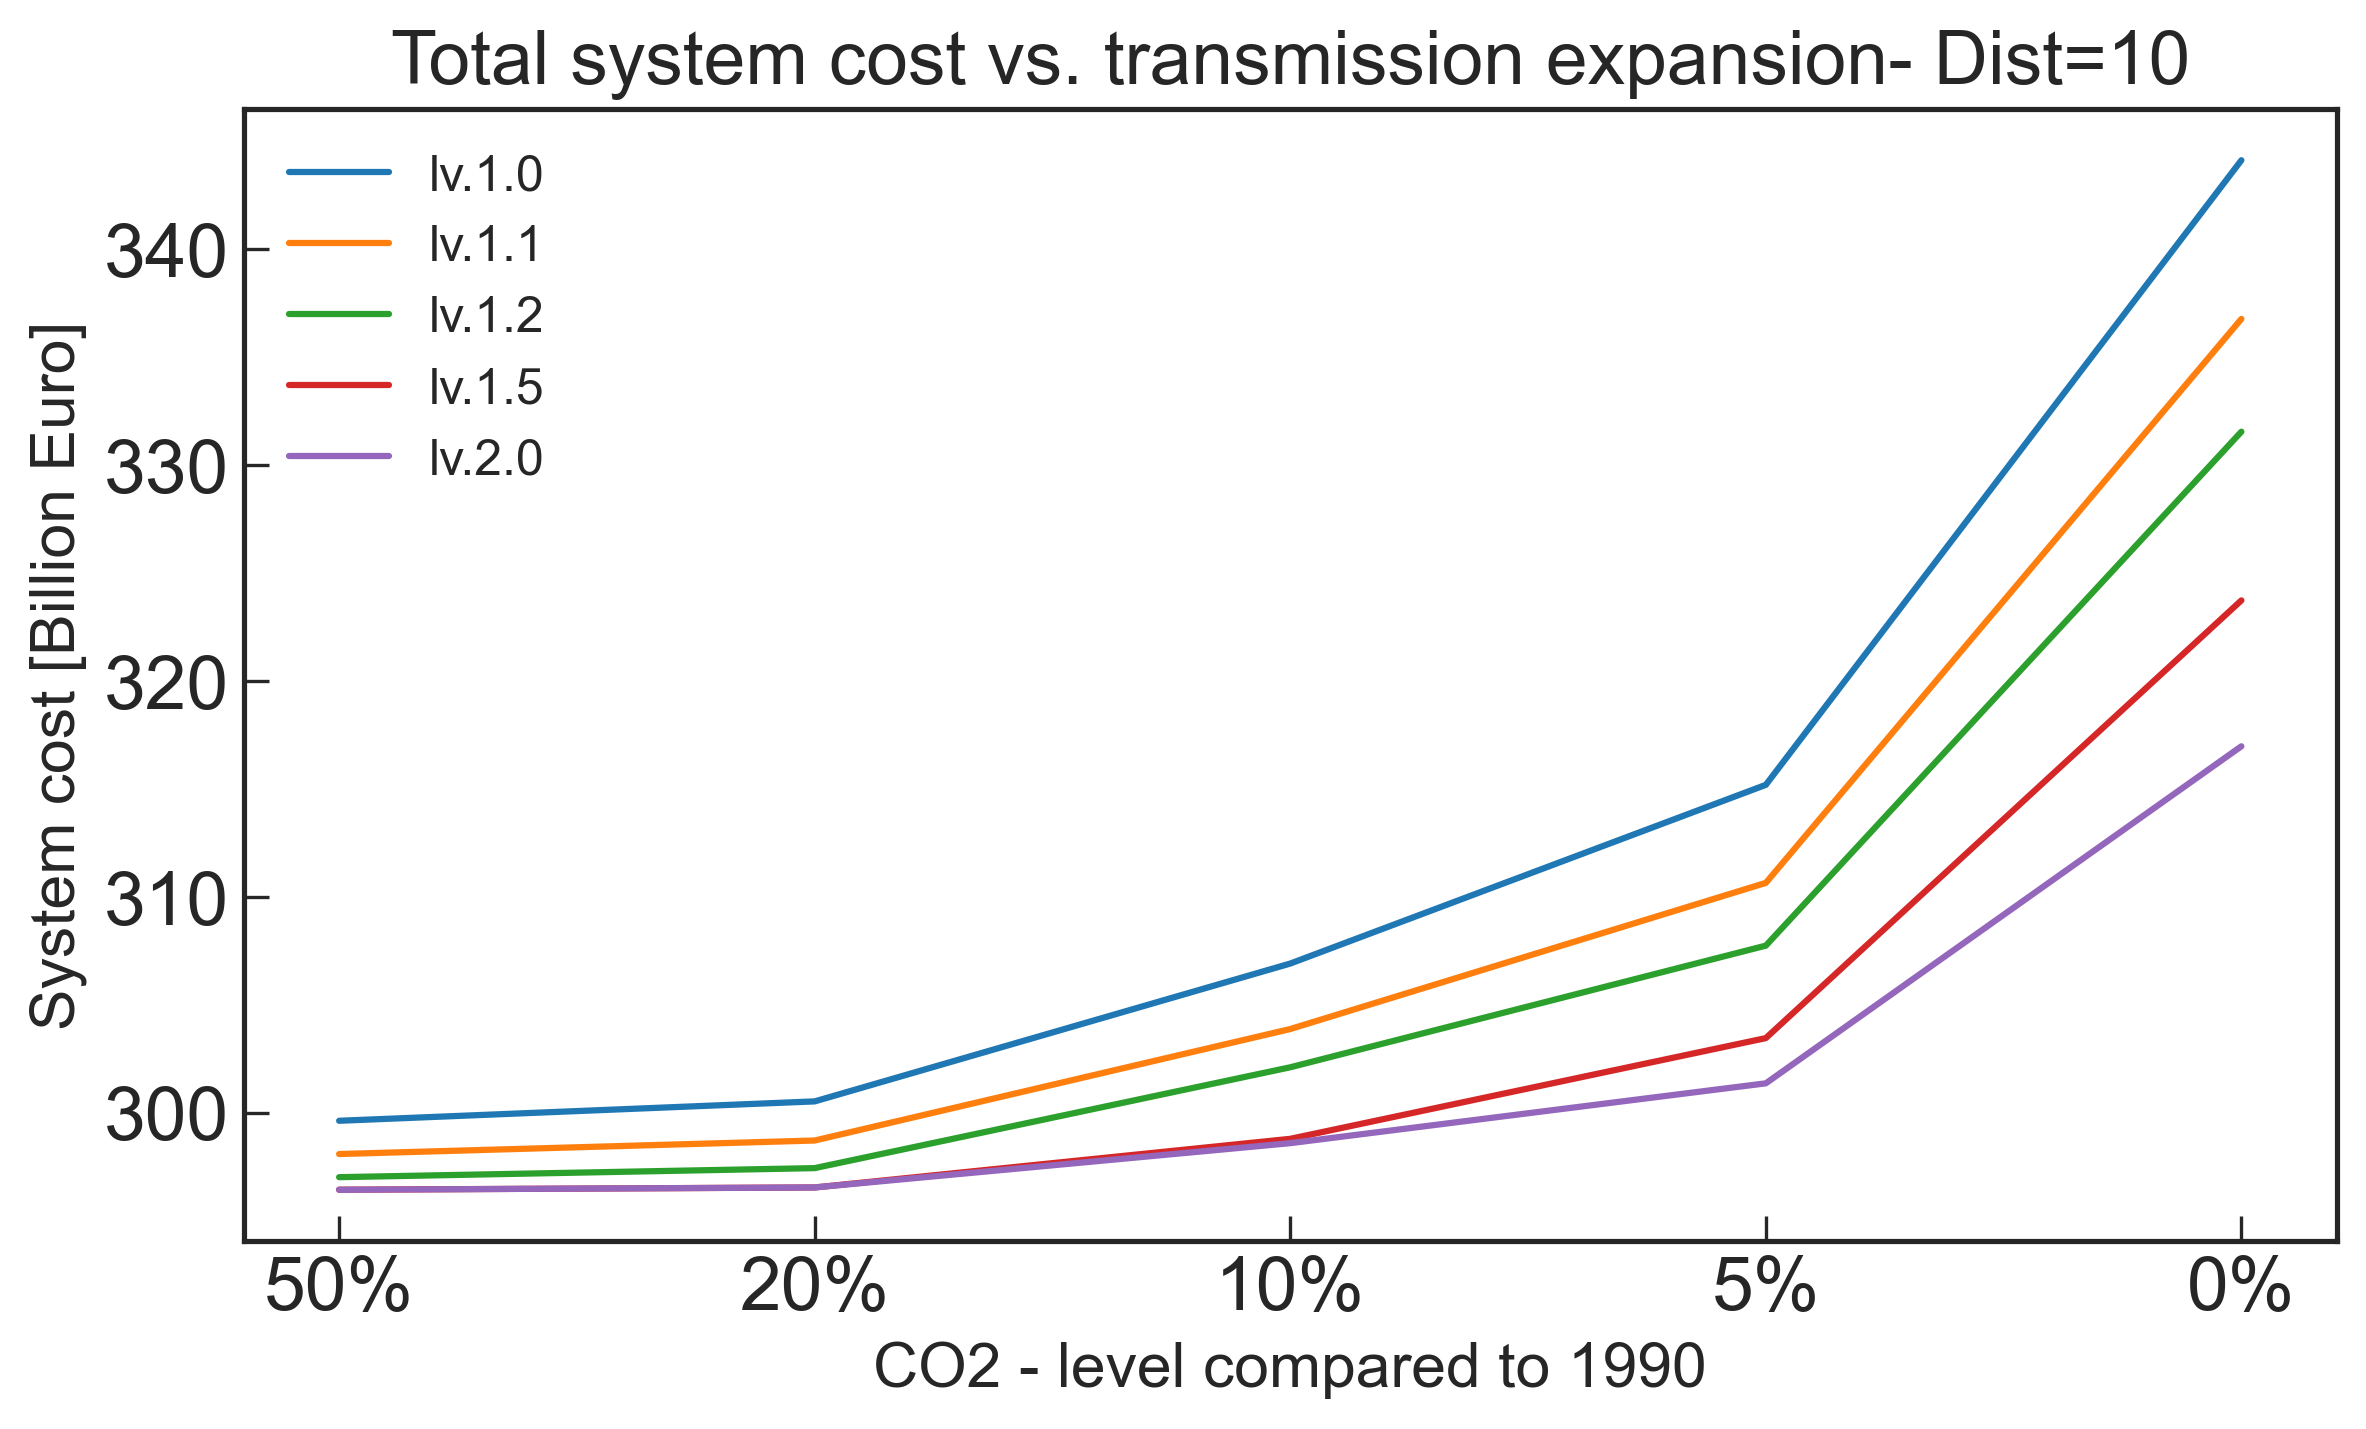 Total system cost vs. transmission expansion- Dist=10
lv.1.0
lv.1.1
lv.1.2
lv.1.5
lv.2.0
System cost [Billion Euro]
340
330
320
310
300
50% 20% 10% 5% 0%
CO2 - level compared to 1990